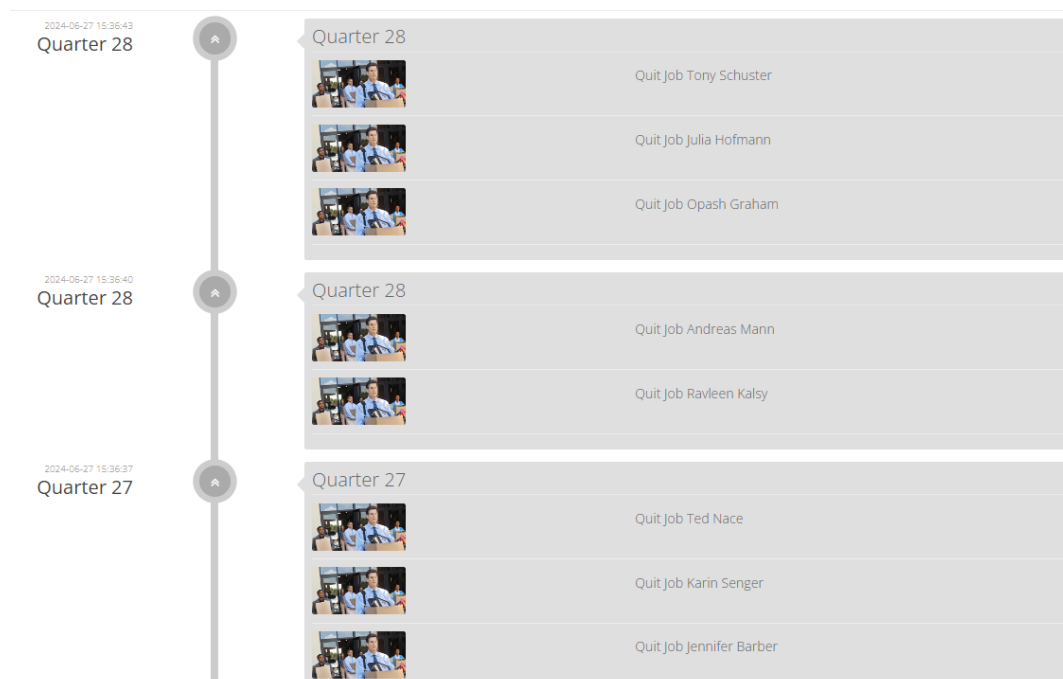 2024-06-27 15:36:43
Quarter 28
Quarter 28
Quit Job Tony Schuster
Quit Job Julia Hofmann
Quit Job Opash Graham
2024-06-27 15:36:40
Quarter 28
Quarter 28
Quit Job Andreas Mann
Quit Job Ravleen Kalsy
2024-06-27 15:36:37
Quarter 27
Quarter 27
Quit Job Ted Nace
Quit Job Karin Senger
Quit Job Jennifer Barber